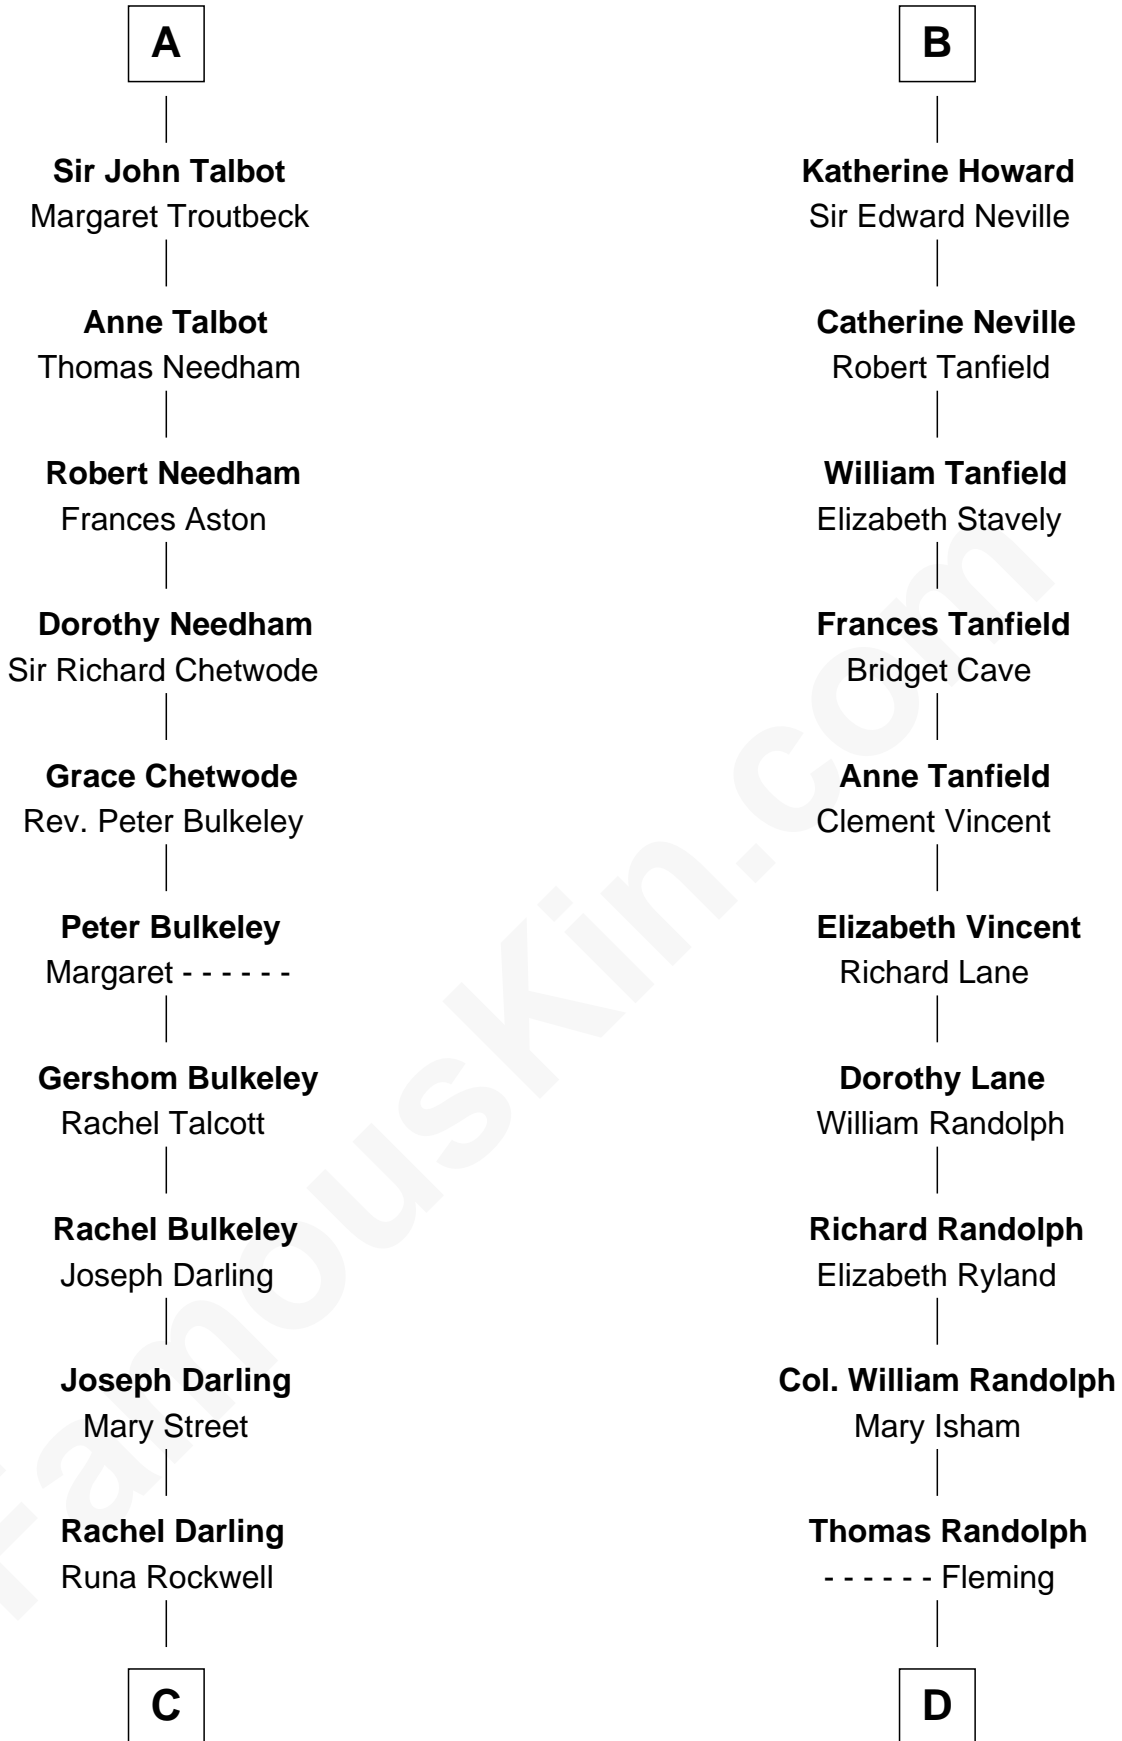 A
Sir John Talbot
Margaret Troutbeck
Anne Talbot
Thomas Needham
Robert Needham
Frances Aston
Dorothy Needham
Sir Richard Chetwode
Grace Chetwode
Rev. Peter Bulkeley
Peter Bulkeley
Margaret - - - - - -
Gershom Bulkeley
Rachel Talcott
Rachel Bulkeley
Joseph Darling
Joseph Darling
Mary Street
Rachel Darling
Runa Rockwell
C
B
Katherine Howard
Sir Edward Neville
Catherine Neville
Robert Tanfield
William Tanfield
Elizabeth Stavely
Frances Tanfield
Bridget Cave
Anne Tanfield
Clement Vincent
Elizabeth Vincent
Richard Lane
Dorothy Lane
William Randolph
Richard Randolph
Elizabeth Ryland
Col. William Randolph
Mary Isham
Thomas Randolph
- - - - - - Fleming
D
FamousKin.com